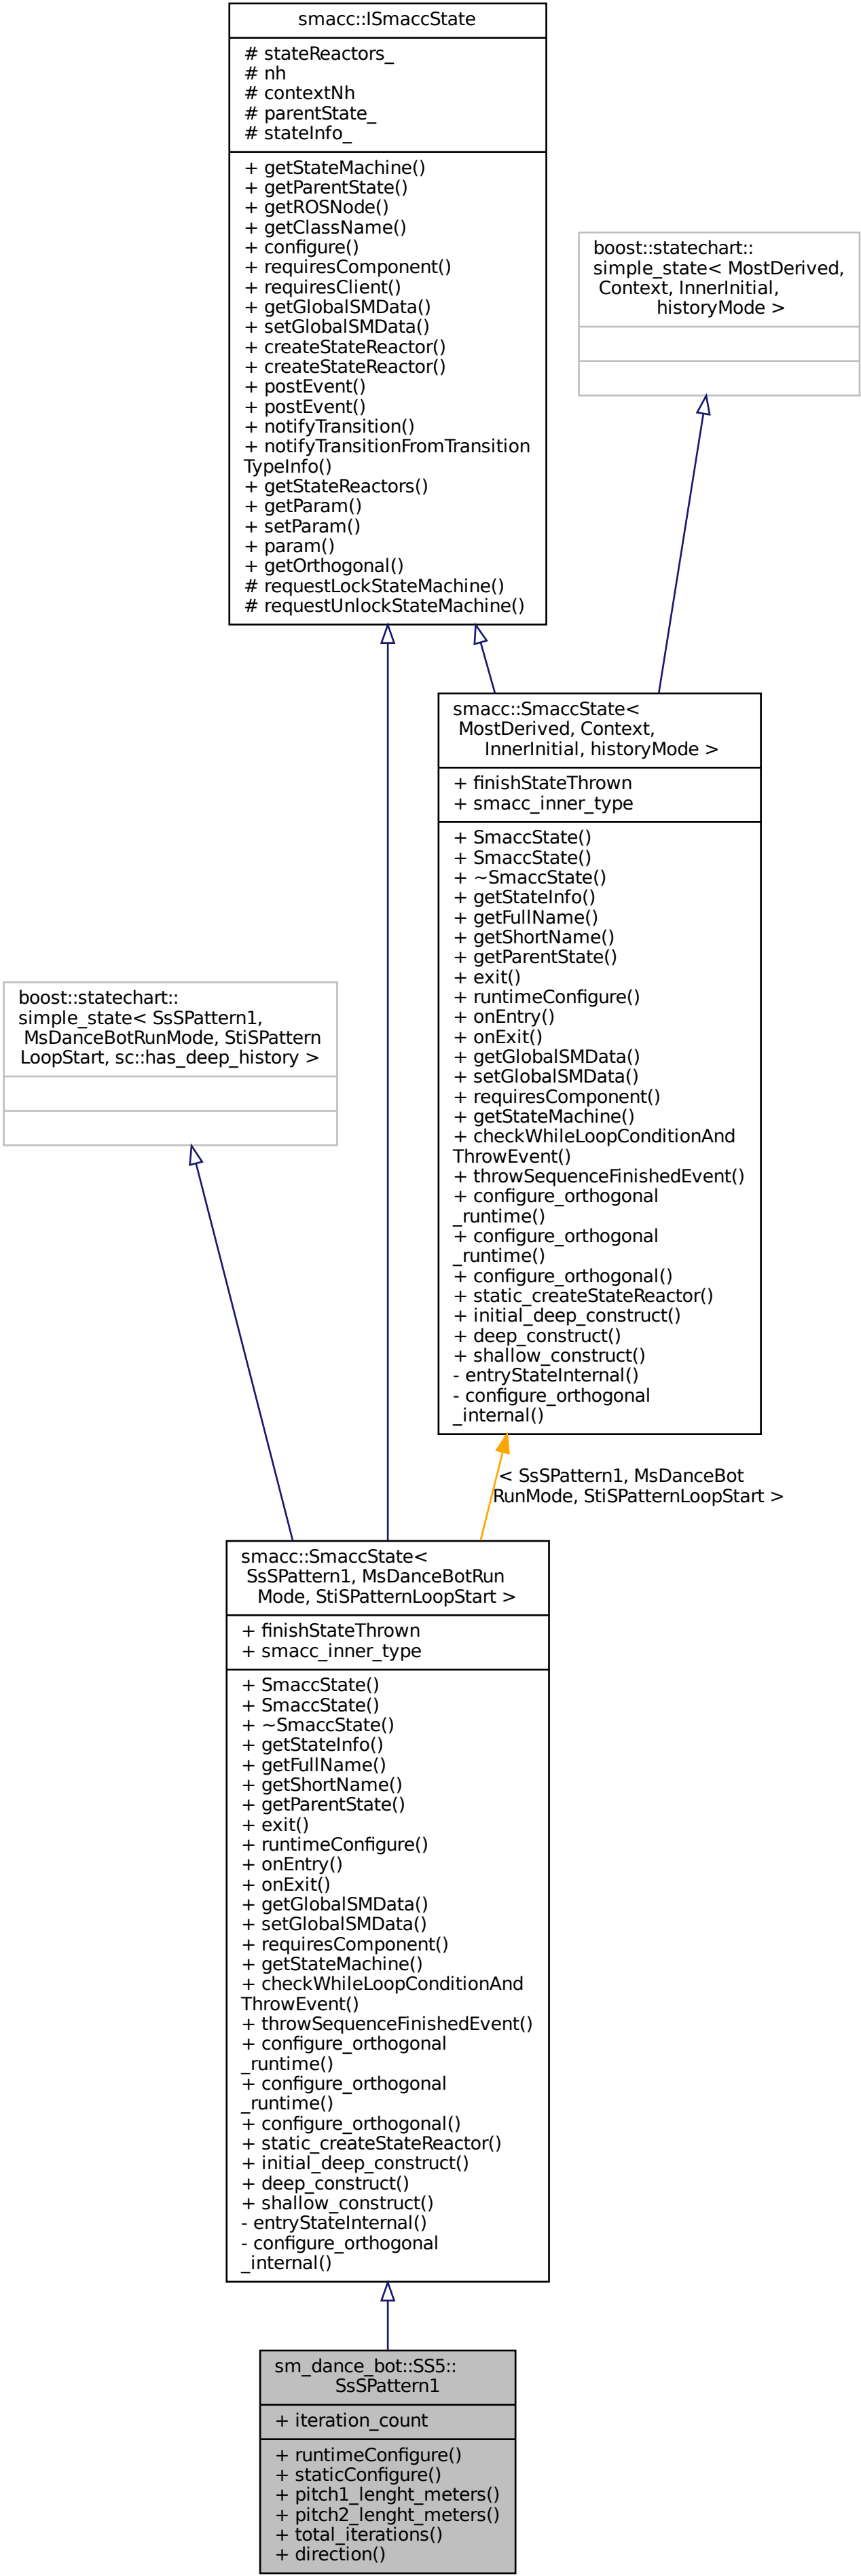 smacc::ISmaccState
# stateReactors_
# nh
# contextNh
# parentState_
# stateInfo_
+ getStateMachine()
+ getParentState()
+ getROSNode()
+ getClassName()
+ configure()
+ requiresComponent()
+ requiresClient()
+ getGlobalSMData()
+ setGlobalSMData()
+ createStateReactor()
+ createStateReactor()
+ postEvent()
+ postEvent()
+ notifyTransition()
+ notifyTransitionFromTransition
TypeInfo()
+ getStateReactors()
+ getParam()
+ setParam()
+ param()
+ getOrthogonal()
# requestLockStateMachine()
# requestUnlockStateMachine()
boost::statechart::
simple_state< MostDerived,
Context, InnerInitial,
historyMode >
smacc::SmaccState<
MostDerived, Context,
InnerInitial, historyMode >
+ finishStateThrown
+ smacc_inner_type
+ SmaccState()
+ SmaccState()
+ ~SmaccState()
+ getStateInfo()
+ getFullName()
+ getShortName()
+ getParentState()
+ exit()
+ runtimeConfigure()
+ onEntry()
+ onExit()
+ getGlobalSMData()
+ setGlobalSMData()
+ requiresComponent()
+ getStateMachine()
+ checkWhileLoopConditionAnd
ThrowEvent()
+ throwSequenceFinishedEvent()
+ configure_orthogonal
_runtime()
+ configure_orthogonal
_runtime()
+ configure_orthogonal()
+ static_createStateReactor()
+ initial_deep_construct()
+ deep_construct()
+ shallow_construct()
- entryStateInternal()
- configure_orthogonal
_internal()
boost::statechart::
simple_state< SsSPattern1,
MsDanceBotRunMode, StiSPattern
LoopStart, sc::has_deep_history >
< SsSPattern1, MsDanceBot
RunMode, StiSPatternLoopStart >
smacc::SmaccState<
SsSPattern1, MsDanceBotRun
Mode, StiSPatternLoopStart >
+ finishStateThrown
+ smacc_inner_type
+ SmaccState()
+ SmaccState()
+ ~SmaccState()
+ getStateInfo()
+ getFullName()
+ getShortName()
+ getParentState()
+ exit()
+ runtimeConfigure()
+ onEntry()
+ onExit()
+ getGlobalSMData()
+ setGlobalSMData()
+ requiresComponent()
+ getStateMachine()
+ checkWhileLoopConditionAnd
ThrowEvent()
+ throwSequenceFinishedEvent()
+ configure_orthogonal
_runtime()
+ configure_orthogonal
_runtime()
+ configure_orthogonal()
+ static_createStateReactor()
+ initial_deep_construct()
+ deep_construct()
+ shallow_construct()
- entryStateInternal()
- configure_orthogonal
_internal()
sm_dance_bot::SS5::
SsSPattern1
+ iteration_count
+ runtimeConfigure()
+ staticConfigure()
+ pitch1_lenght_meters()
+ pitch2_lenght_meters()
+ total_iterations()
+ direction()